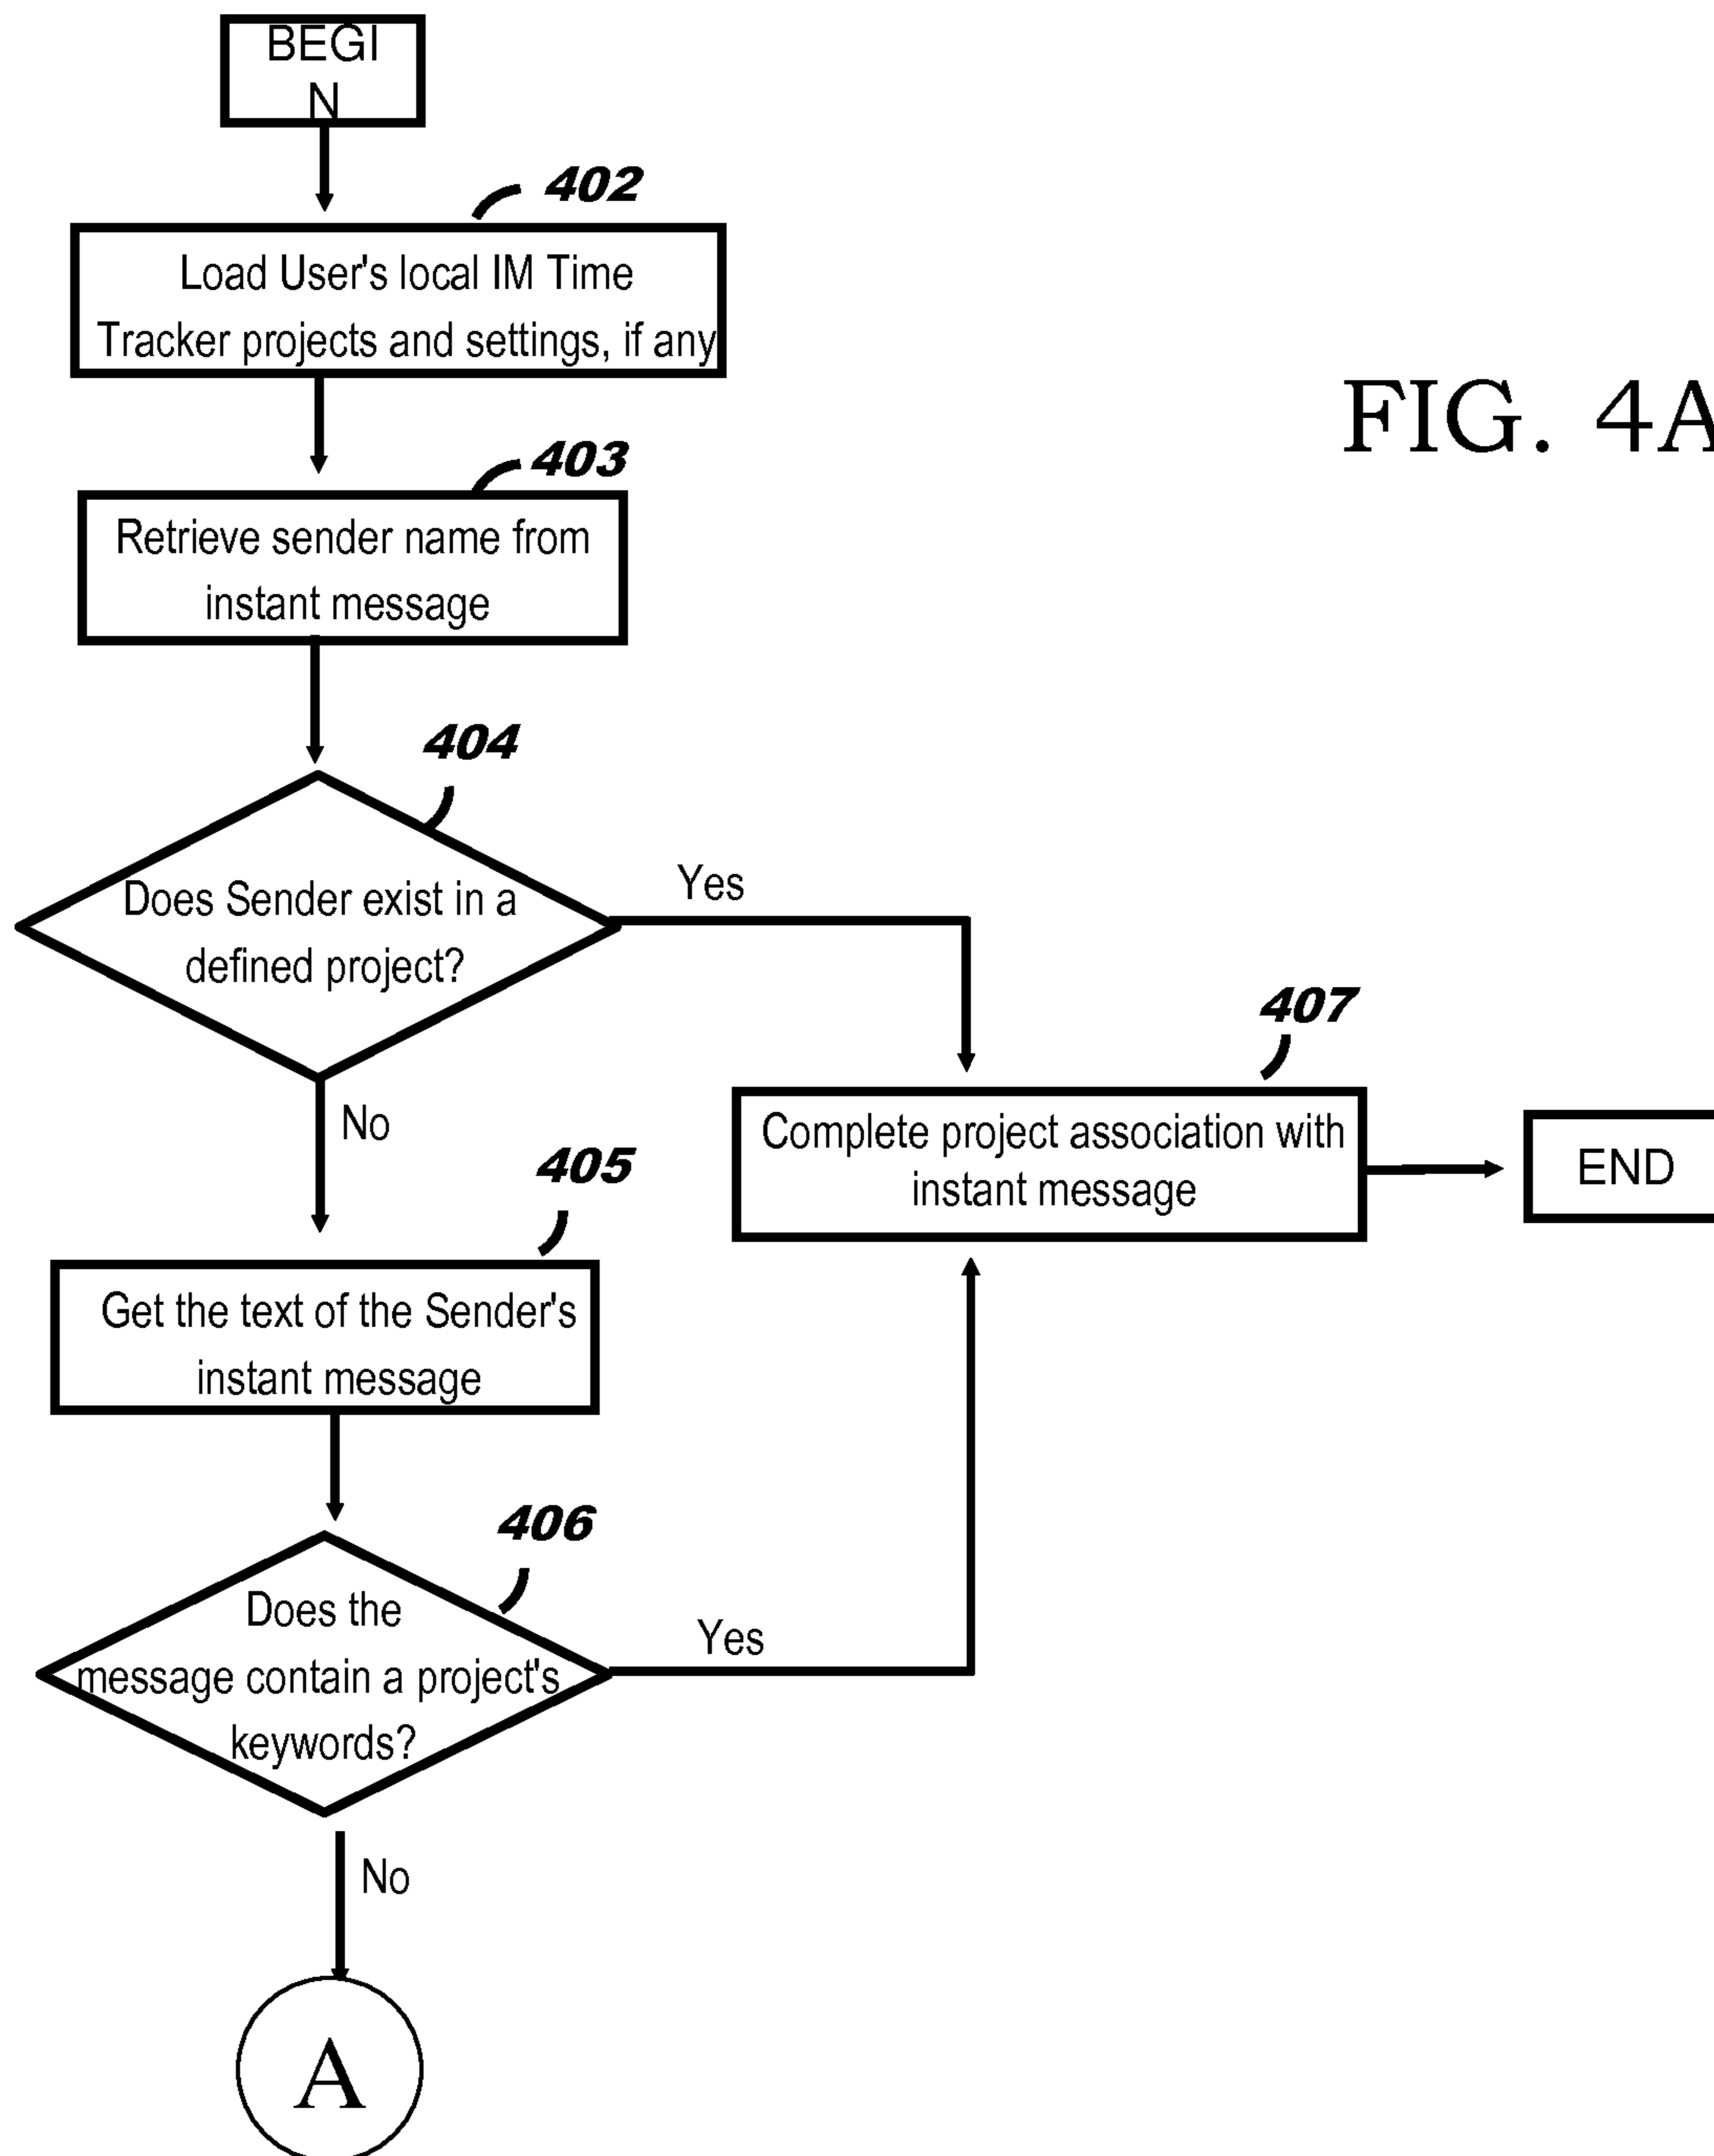 BEGI
N
402
Load User's local IM Time
Tracker projects and settings, if any
FIG. 4A
403
Retrieve sender name from
instant message
404
Does Sender exist in a
defined project?
Yes
No
407
Complete project association with
instant message
END
405
Get the text of the Sender's
instant message
406
Does the
message contain a project's
keywords?
Yes
No
A